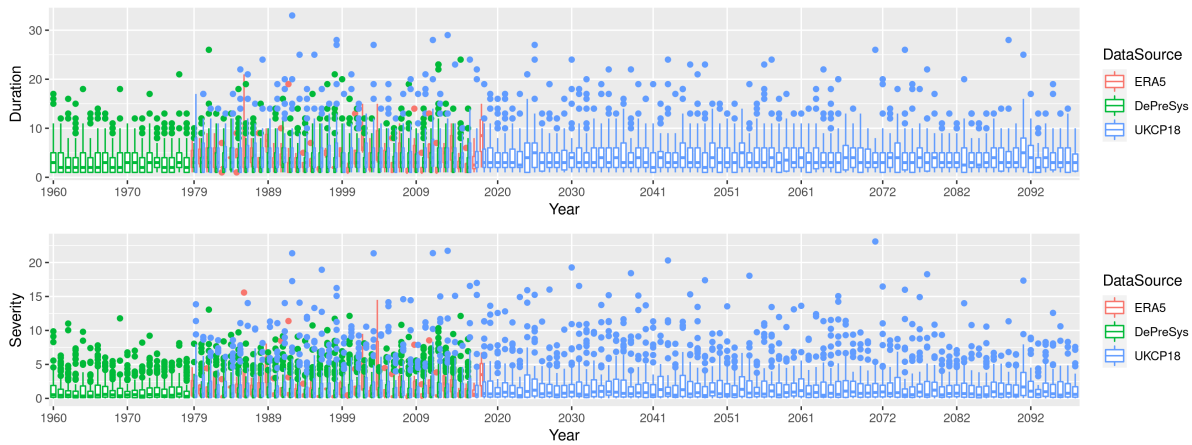 Duration
30
20
10
0
1960 1970 1979 1989 1999 2009 2020 2030 2041 2051 2061 2072 2082 2092
Year
DataSource
ERA5
DePreSys
UKCP18
Severity
20
15
10
5
0
1960 1970 1979 1989 1999 2009 2020 2030 2041 2051 2061 2072 2082 2092
Year
DataSource
ERA5
DePreSys
UKCP18